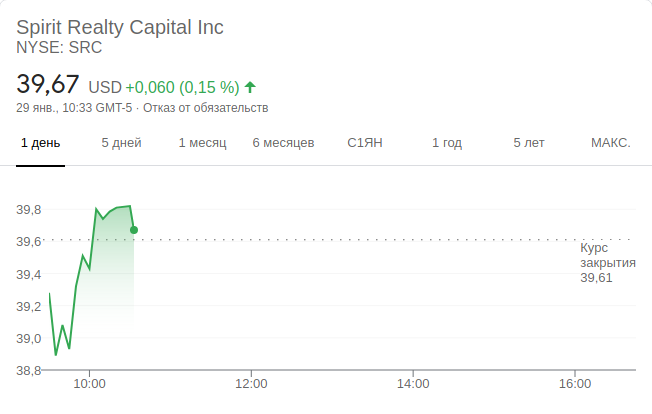 Spirit Realty Capital Inc
NYSE: SRC
39,67 USD +0,060 (0,15 %)
29 янв., 10:33 GMT-5 · Отказ от обязательств
1 день 5 дней 1 месяц 6 месяцев С1ЯН 1 год 5 лет МАКС.
39,8
39,6
Курс
закрытия
39,61
39,4
39,2
39,0
38,8
10:00 12:00 14:00 16:00